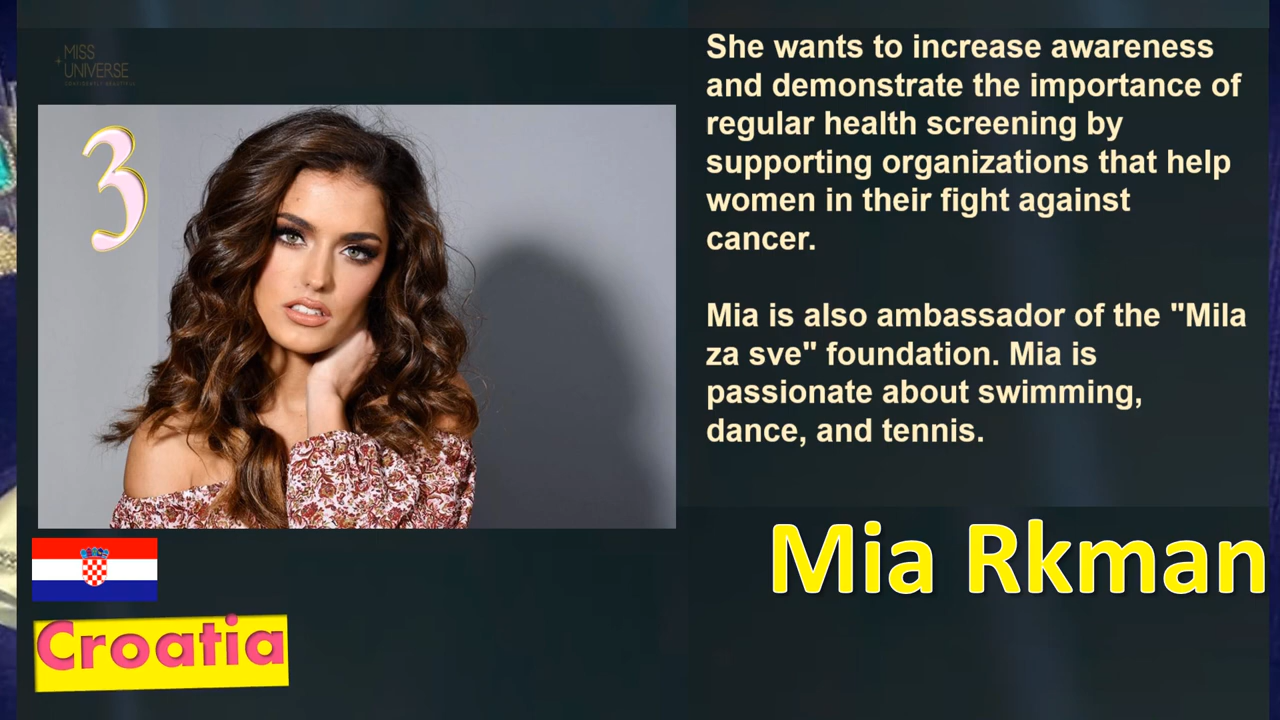 MISS
UNIVERSE
3
She wants to increase awareness
and demonstrate the importance of
regular health screening by
supporting organizations that help
women in their fight against
cancer.
Mia is also ambassador of the "Mila
za sve" foundation. Mia is
passionate about swimming,
dance, and tennis.
Mia Rkman
Croatia